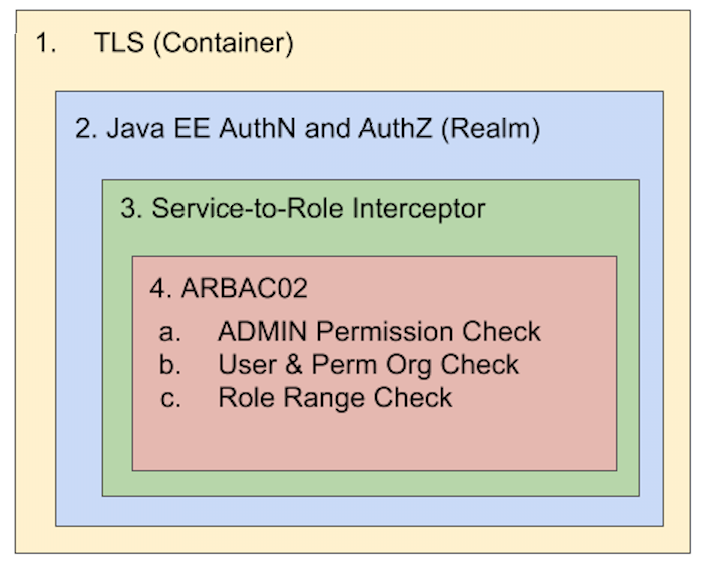 1. TLS (Container)
2. Java EE AuthN and AuthZ (Realm)
3. Service-to-Role Interceptor
4. ARBAC02
a. ADMIN Permission Check
b. User & Perm Org Check
c. Role Range Check